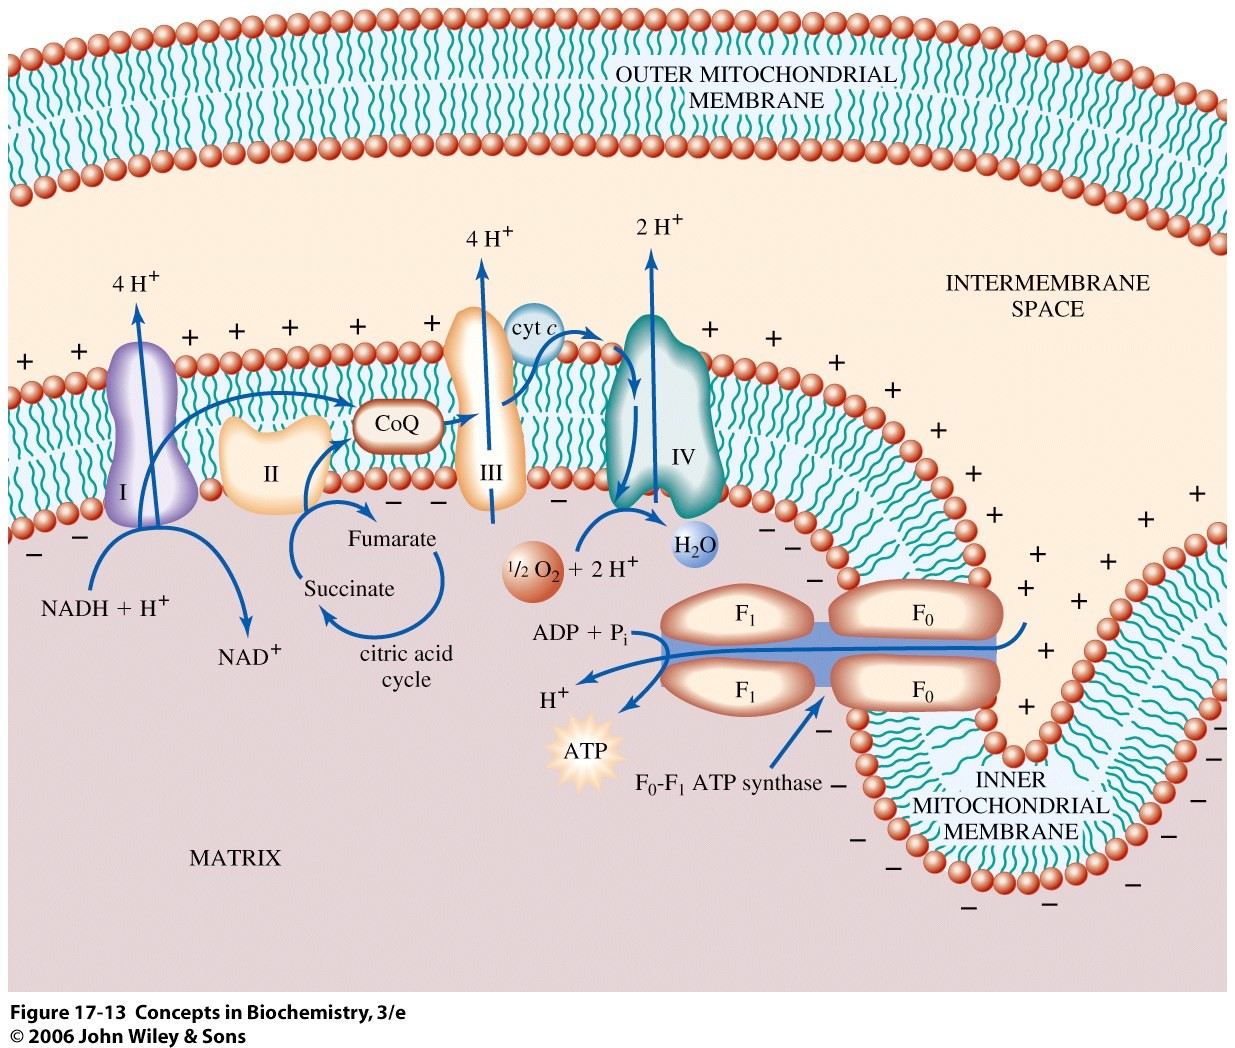 OUTER MITOCHONDRIAL
MEMBRANE
2 H⁺
4 H⁺
4 H⁺
INTERMEMBRANE
SPACE
cyt c
CoQ
I
II
III
IV
Fumarate
H₂O
1/2 O₂ + 2 H⁺
Succinate
NADH + H⁺
NAD⁺
citric acid
cycle
F₁
F₀
ADP + Pᵢ
H⁺
F₁
F₀
ATP
F₀-F₁ ATP synthase
INNER
MITOCHONDRIAL
MEMBRANE
MATRIX
Figure 17-13 Concepts in Biochemistry, 3/e
© 2006 John Wiley & Sons